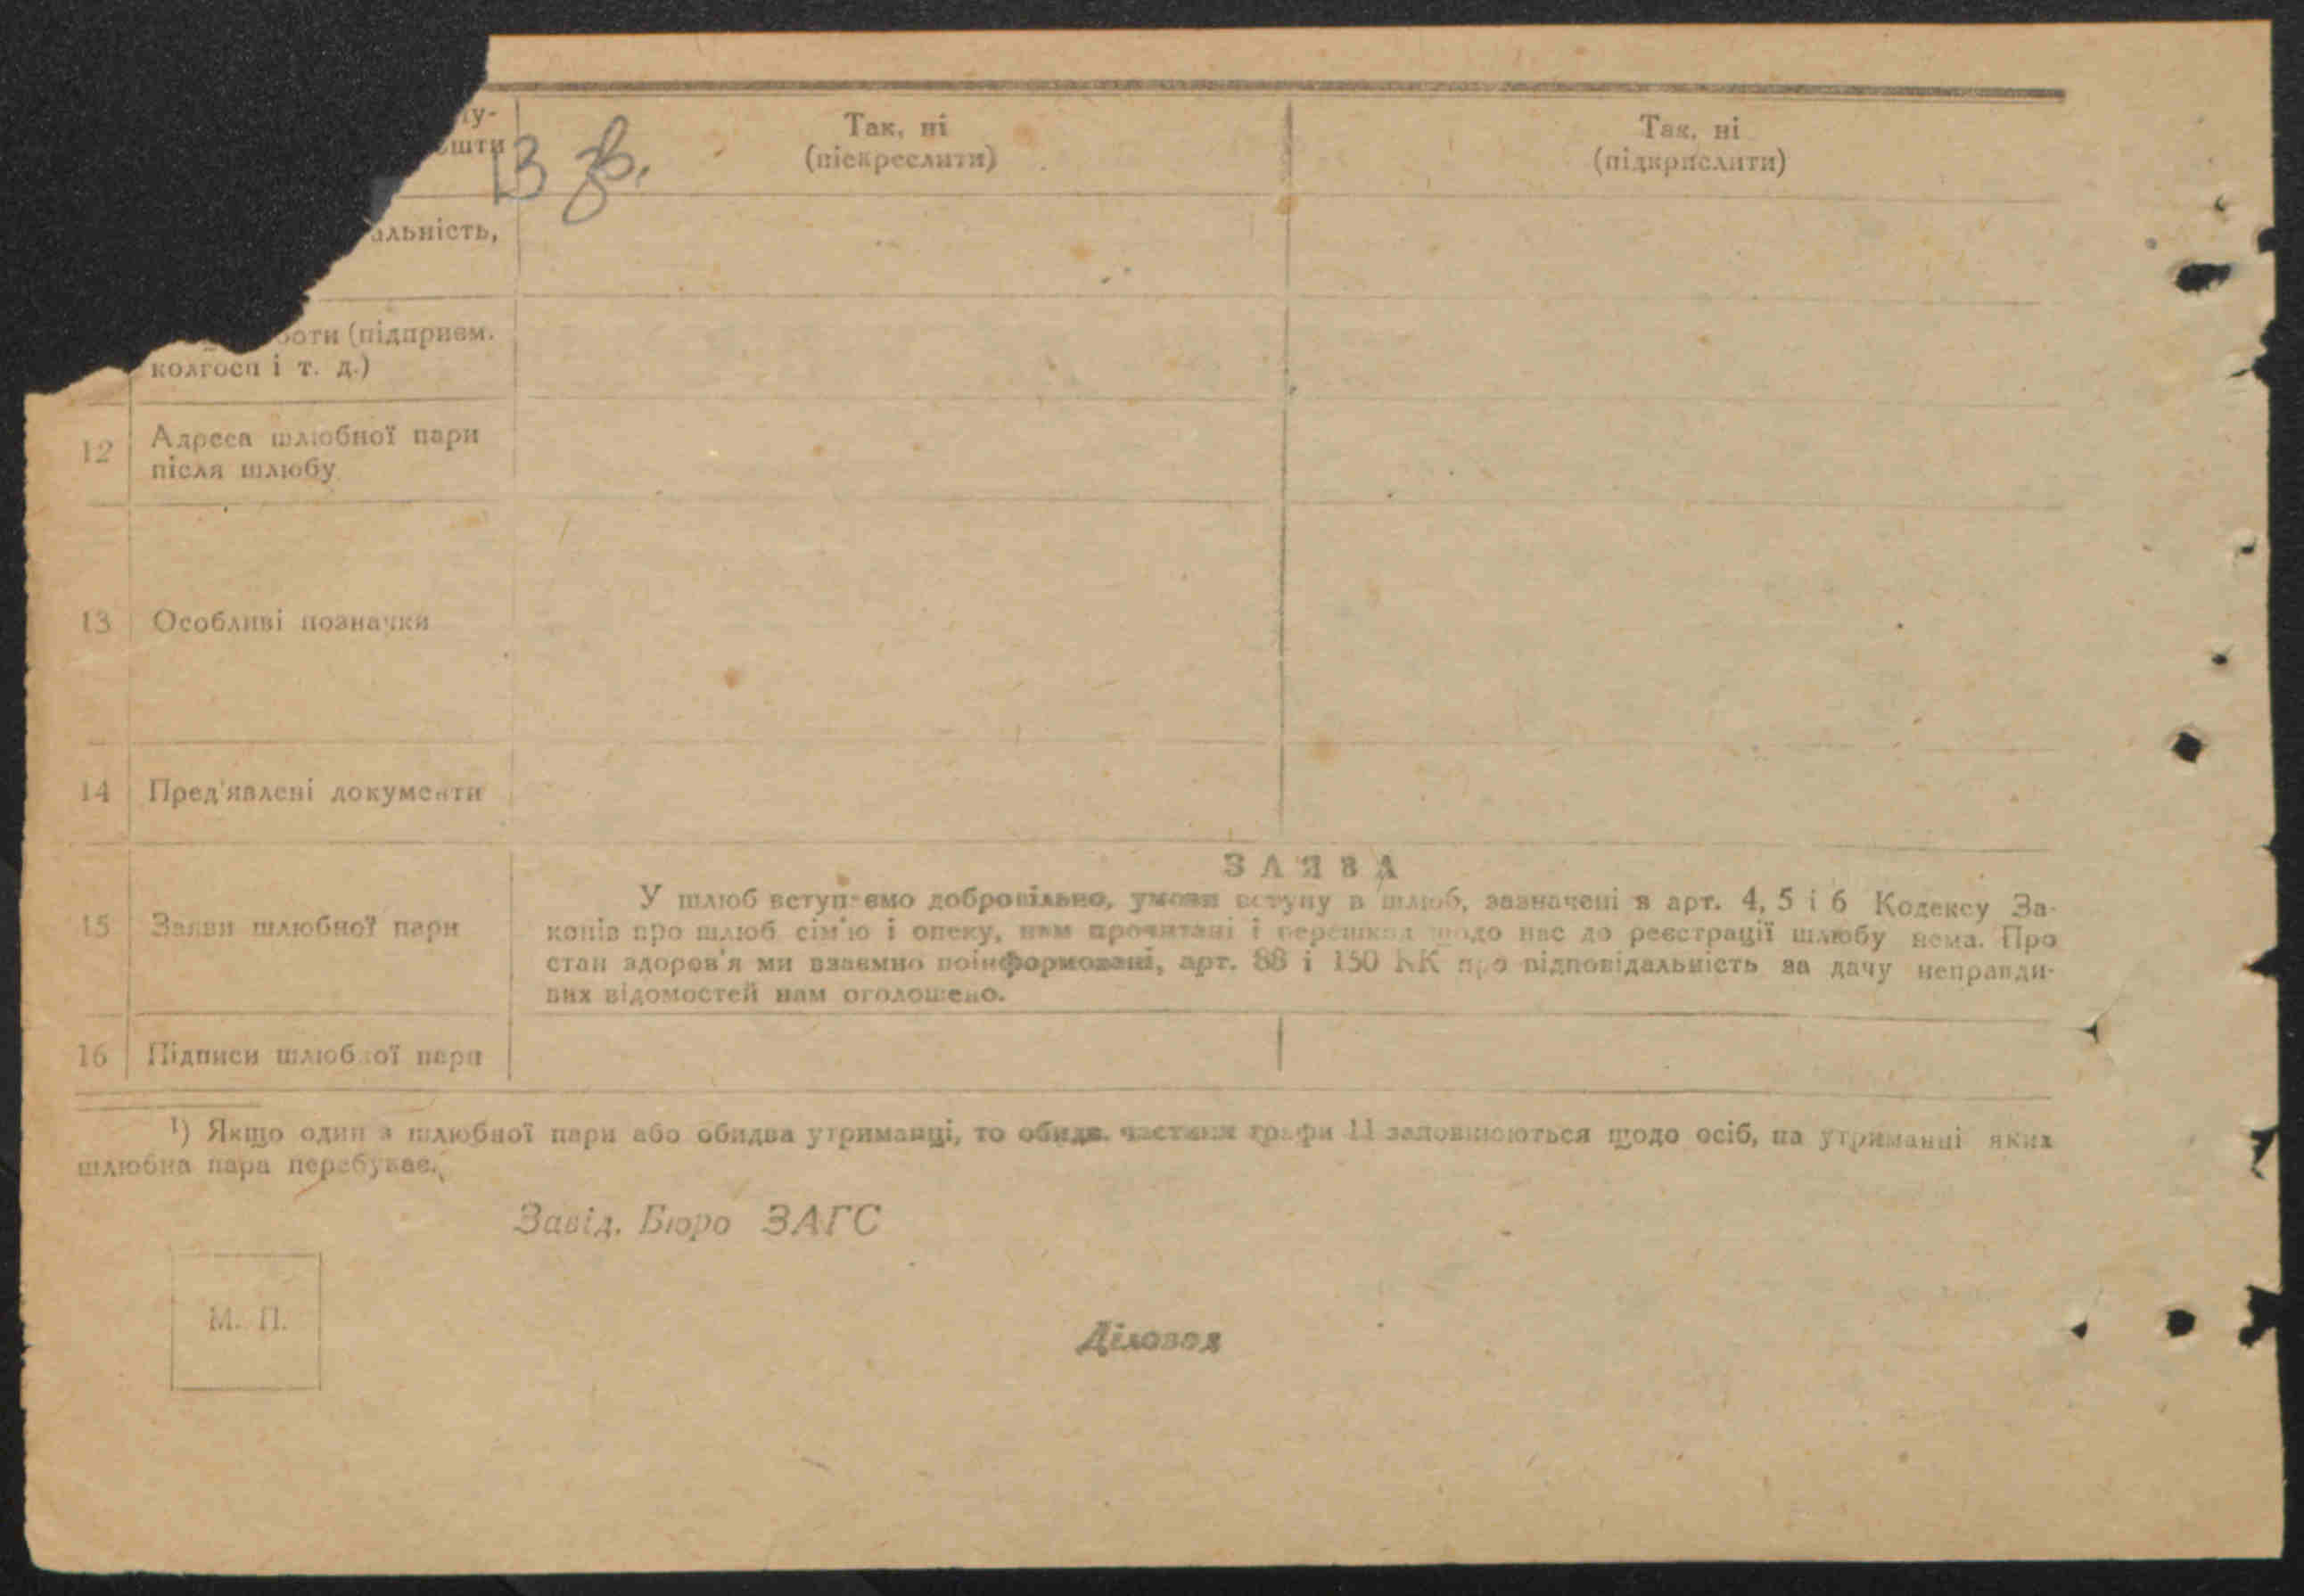 Так, ні
(піскреслити)
Так, ні
(підкрислити)
13 зв.
альність,
боти (підприєм.
колгосп і т. д.)
12 Адреса шлюбної пари
після шлюбу
13 Особливі позначки
14 Пред'явлені документи
15 Заяви шлюбної пари
ЗАЯВА
У шлюб вступаємо добровільно, умови вступу в шлюб, зазначені в арт. 4, 5 і 6 Кодексу За-
конів про шлюб сім'ю і опеку, нам прочитані і перешкод щодо нас до реєстрації шлюбу нема. Про
стан здоров'я ми взаємно поінформовані, арт. 88 і 150 КК про відповідальність за дачу неправди-
вих відомостей нам оголошено.
16 Підписи шлюбної пари
¹) Якщо один з шлюбної пари або обидва утриманці, то обидві частини графи 11 заповнюються щодо осіб, на утриманні яких
шлюбна пара перебуває.
Завід. Бюро ЗАГС
М. П.
Діловод